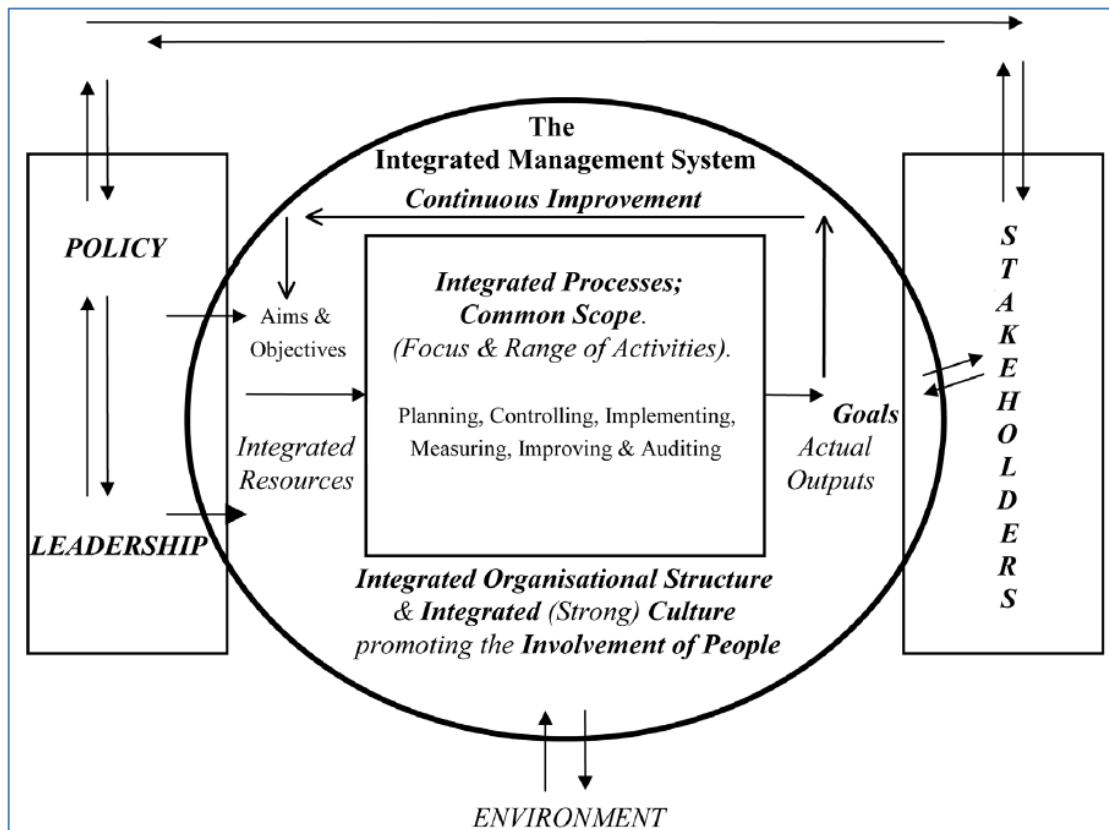 The
Integrated Management System
Continuous Improvement
POLICY
Aims &
Objectives
Integrated Processes;
Common Scope.
(Focus & Range of Activities).
Planning, Controlling, Implementing,
Measuring, Improving & Auditing
Integrated
Resources
Goals
Actual
Outputs
LEADERSHIP
Integrated Organisational Structure
& Integrated (Strong) Culture
promoting the Involvement of People
S
T
A
K
E
H
O
L
D
E
R
S
ENVIRONMENT